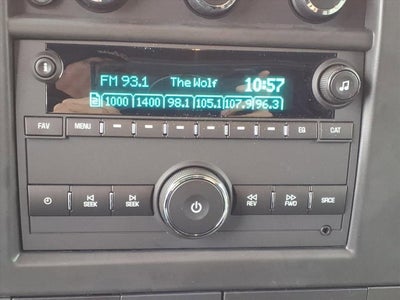 FM 93.1 The Wolf 10:57
1000 1400 98.1 105.1 107.9 96.3
FAV MENU EQ CAT
SEEK SEEK REV FWD SRCE